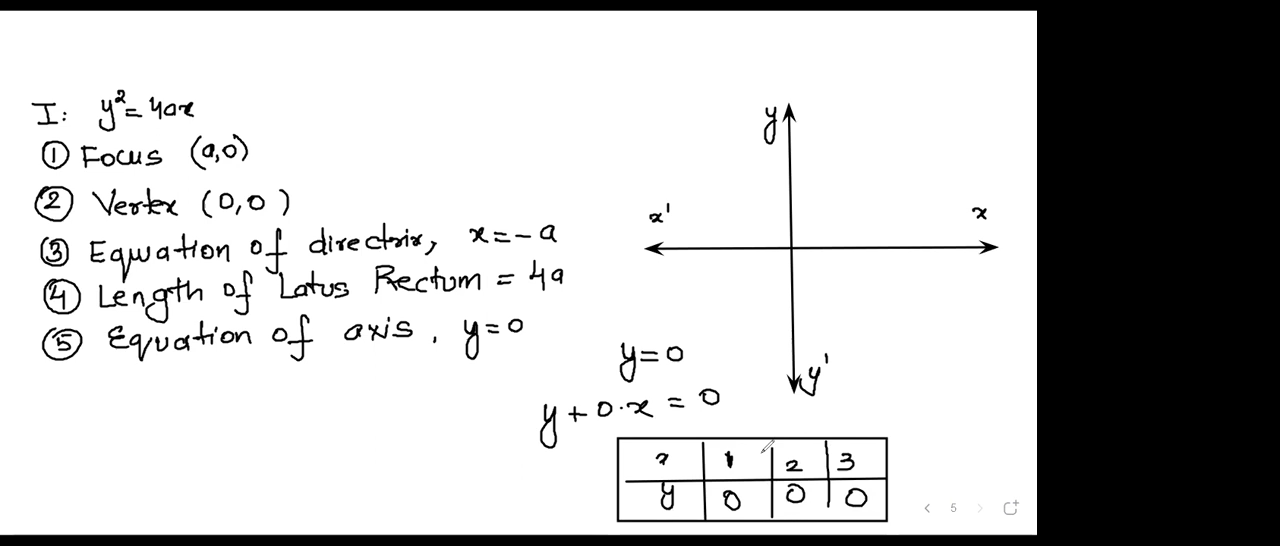 I: y²=4ax
① Focus (a,0)
② Vertex (0,0)
③ Equation of directrix, x=-a
④ Length of Latus Rectum = 4a
⑤ Equation of axis, y=0
y
x' x
y'
y=0
y+0·x=0
x 1 2 3
y 0 0 0
< 5 >